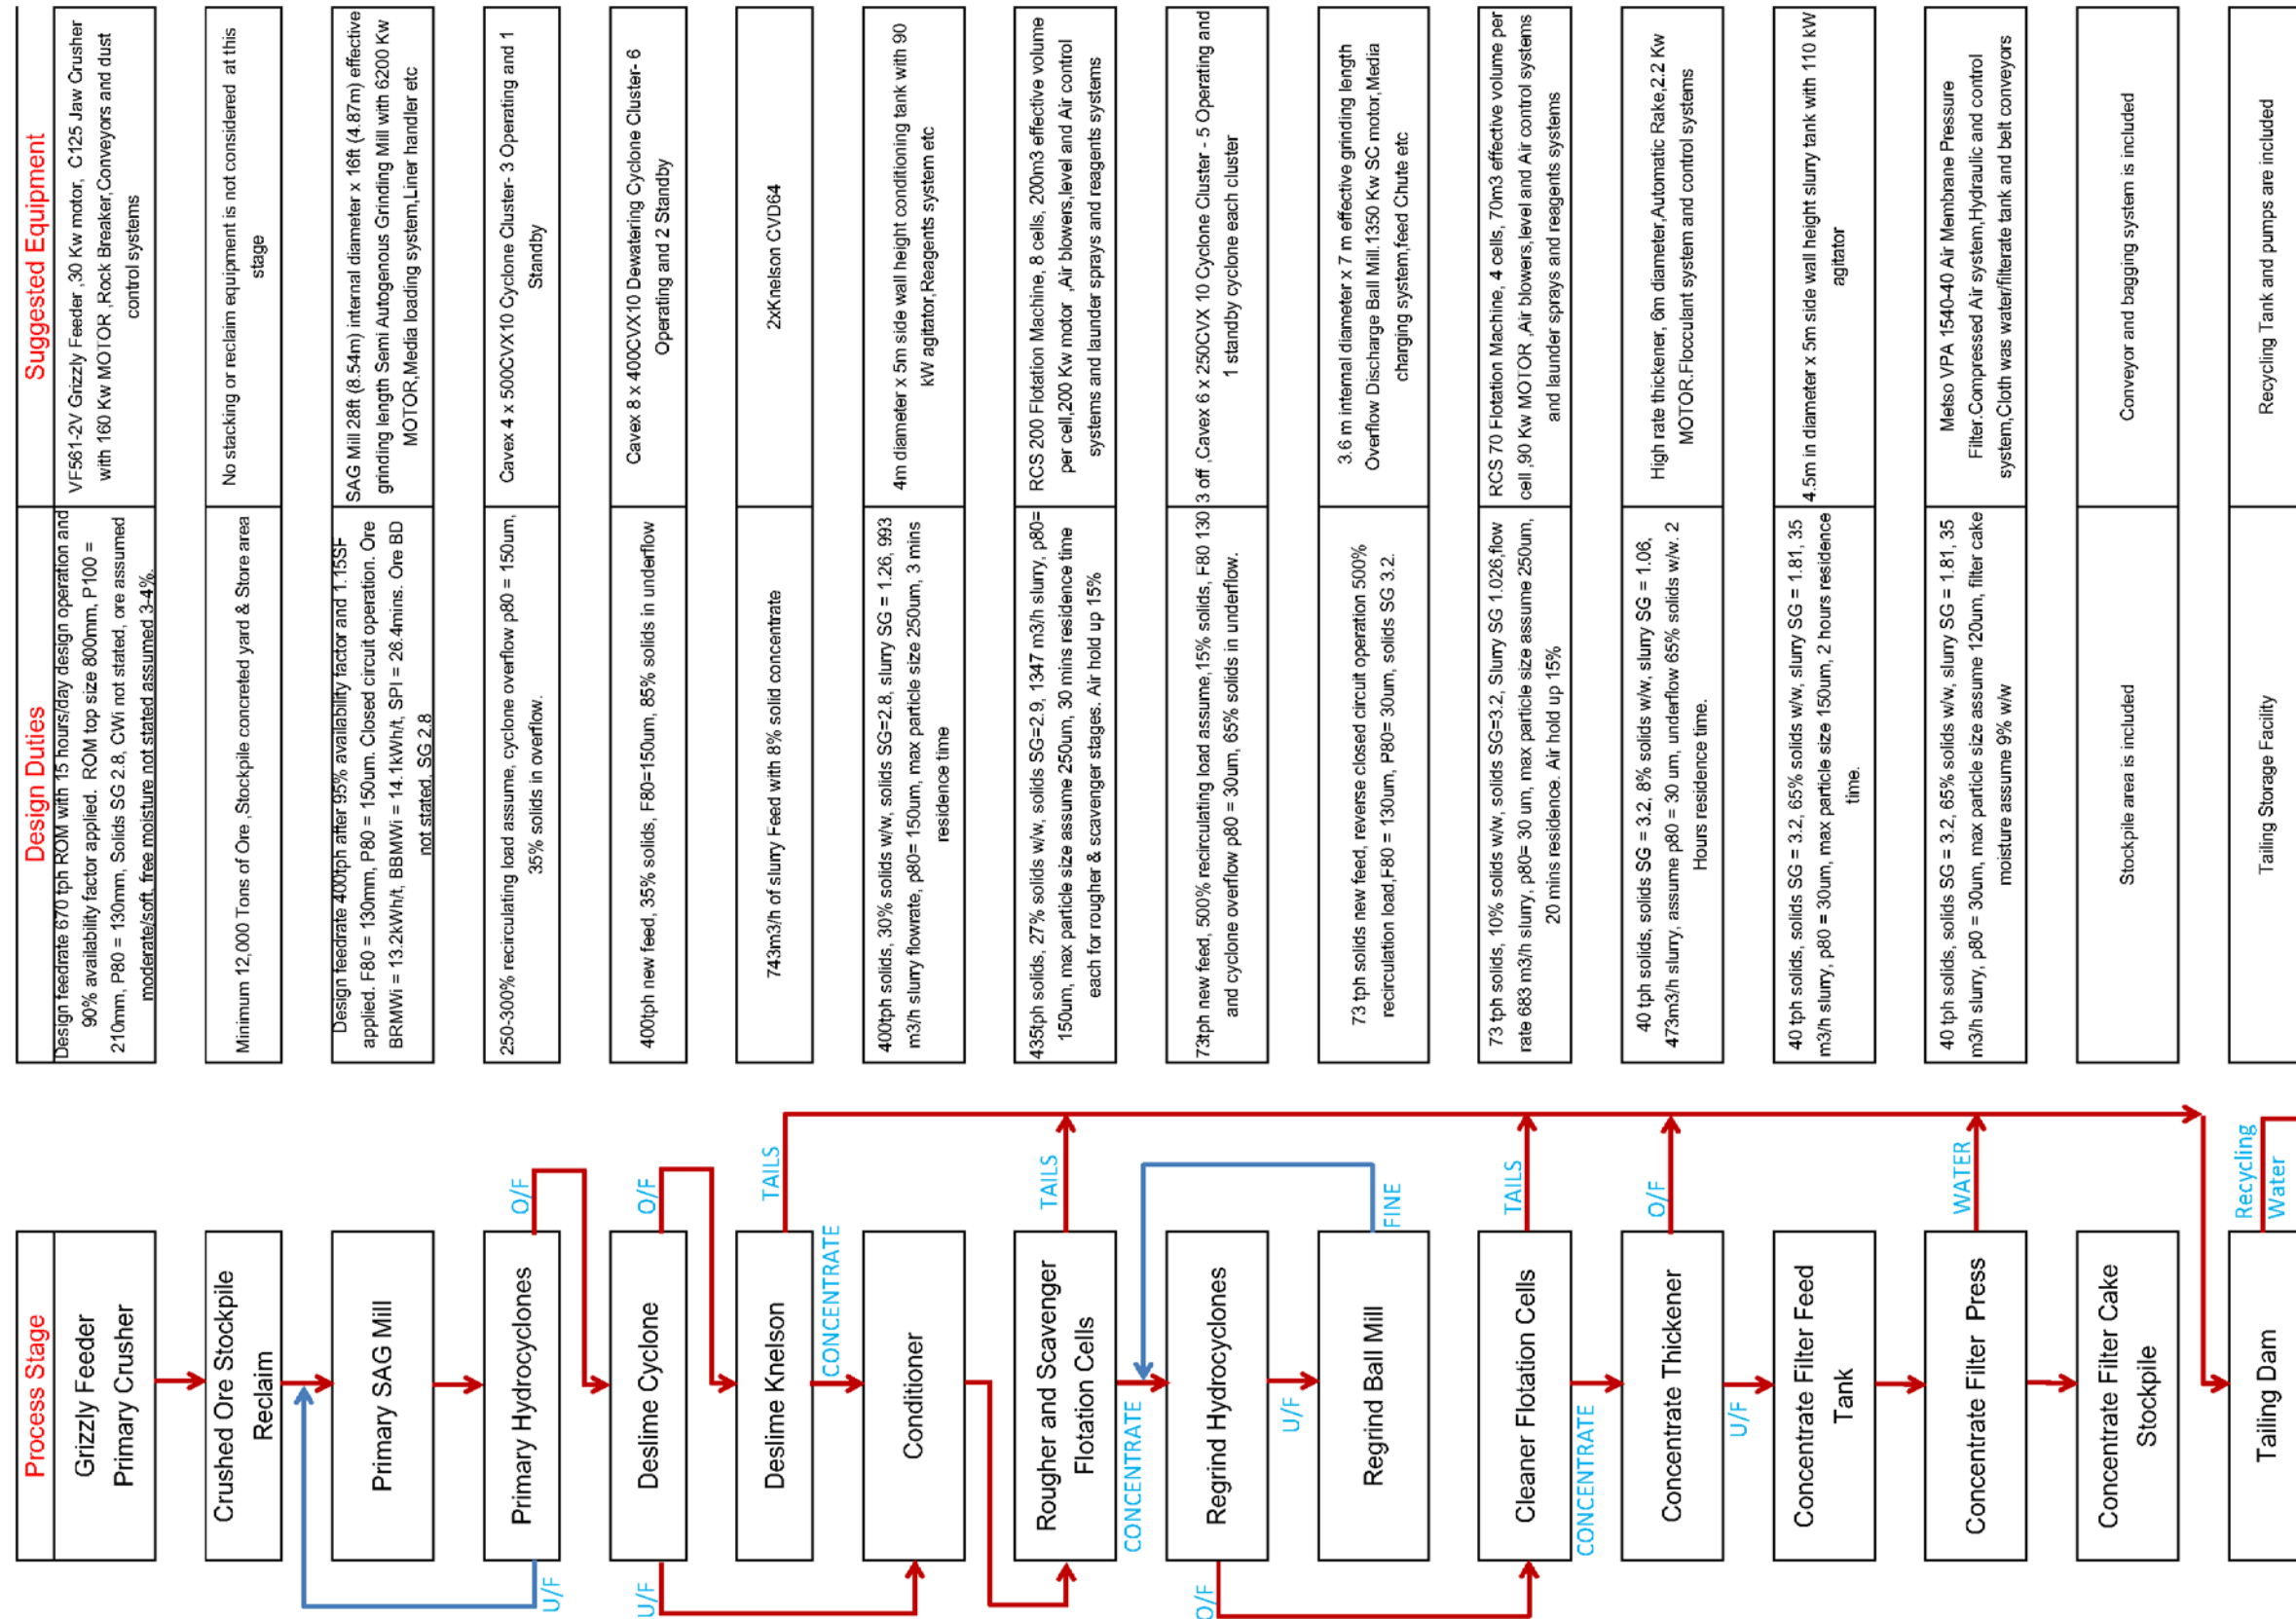 Process Stage
Design Duties
Suggested Equipment
Grizzly Feeder
Primary Crusher
Design feedrate 670 tph ROM with 15 hours/day design operation and
90% availability factor applied. ROM top size 800mm, P100 =
210mm, P80 = 130mm, Solids SG 2.8, CWi not stated, ore assumed
moderate/soft, free moisture not stated assumed 3-4%.
VF561-2V Grizzly Feeder ,30 Kw motor, C125 Jaw Crusher
with 160 Kw MOTOR ,Rock Breaker,Conveyors and dust
control systems
Crushed Ore Stockpile
Reclaim
Minimum 12,000 Tons of Ore ,Stockpile concreted yard & Store area
No stacking or reclaim equipment is not considered at this
stage
Primary SAG Mill
Design feedrate 400tph after 95% availability factor and 1.15SF
applied. F80 = 130mm, P80 = 150um. Closed circuit operation. Ore
BRMWi = 13.2kWh/t, BBMWi = 14.1kWh/t, SPI = 26.4mins. Ore BD
not stated, SG 2.8
SAG Mill 28ft (8.54m) internal diameter x 16ft (4.87m) effective
grinding length Semi Autogenous Grinding Mill with 6200 Kw
MOTOR,Media loading system,Liner handler etc
U/F
Primary Hydrocyclones
O/F
250-300% recirculating load assume, cyclone overflow p80 = 150um,
35% solids in overflow.
Cavex 4 x 500CVX10 Cyclone Cluster- 3 Operating and 1
Standby
U/F
Deslime Cyclone
O/F
400tph new feed, 35% solids, F80=150um, 85% solids in underflow
Cavex 8 x 400CVX10 Dewatering Cyclone Cluster- 6
Operating and 2 Standby
Deslime Knelson
TAILS
743m3/h of slurry Feed with 8% solid concentrate
2xKnelson CVD64
CONCENTRATE
Conditioner
400tph solids, 30% solids w/w, solids SG=2.8, slurry SG = 1.26, 993
m3/h slurry flowrate, p80= 150um, max particle size 250um, 3 mins
residence time
4m diameter x 5m side wall height conditioning tank with 90
kW agitator,Reagents system etc
Rougher and Scavenger
Flotation Cells
TAILS
435tph solids, 27% solids w/w, solids SG=2.9, 1347 m3/h slurry, p80=
150um, max particle size assume 250um, 30 mins residence time
each for rougher & scavenger stages. Air hold up 15%
RCS 200 Flotation Machine, 8 cells, 200m3 effective volume
per cell,200 Kw motor ,Air blowers,level and Air control
systems and launder sprays and reagents systems
CONCENTRATE
Regrind Hydrocyclones
O/F
73tph new feed, 500% recirculating load assume,15% solids, F80 130
and cyclone overflow p80 = 30um, 65% solids in underflow.
3 off ,Cavex 6 x 250CVX 10 Cyclone Cluster - 5 Operating and
1 standby cyclone each cluster
U/F
Regrind Ball Mill
FINE
73 tph solids new feed, reverse closed circuit operation 500%
recirculation load,F80 = 130um, P80= 30um, solids SG 3.2.
3.6 m internal diameter x 7 m effective grinding length
Overflow Discharge Ball Mill.1350 Kw SC motor,Media
charging system,feed Chute etc
Cleaner Flotation Cells
TAILS
73 tph solids, 10% solids w/w, solids SG=3.2, Slurry SG 1.026,flow
rate 683 m3/h slurry, p80= 30 um, max particle size assume 250um,
20 mins residence. Air hold up 15%
RCS 70 Flotation Machine, 4 cells, 70m3 effective volume per
cell ,90 Kw MOTOR ,Air blowers,level and Air control systems
and launder sprays and reagents systems
CONCENTRATE
Concentrate Thickener
O/F
40 tph solids, solids SG = 3.2, 8% solids w/w, slurry SG = 1.06,
473m3/h slurry, assume p80 = 30 um, underflow 65% solids w/w. 2
Hours residence time.
High rate thickener, 6m diameter,Automatic Rake,2.2 Kw
MOTOR.Flocculant system and control systems
U/F
Concentrate Filter Feed
Tank
40 tph solids, solids SG = 3.2, 65% solids w/w, slurry SG = 1.81, 35
m3/h slurry, p80 = 30um, max particle size 150um, 2 hours residence
time.
4.5m in diameter x 5m side wall height slurry tank with 110 kW
agitator
Concentrate Filter Press
WATER
40 tph solids, solids SG = 3.2, 65% solids w/w, slurry SG = 1.81, 35
m3/h slurry, p80 = 30um, max particle size assume 120um, filter cake
moisture assume 9% w/w
Metso VPA 1540-40 Air Membrane Pressure
Filter.Compressed Air system,Hydraulic and control
system,Cloth was water/filterate tank and belt conveyors
Concentrate Filter Cake
Stockpile
Stockpile area is included
Conveyor and bagging system is included
Tailing Dam
Recycling
Water
Tailing Storage Facility
Recycling Tank and pumps are included